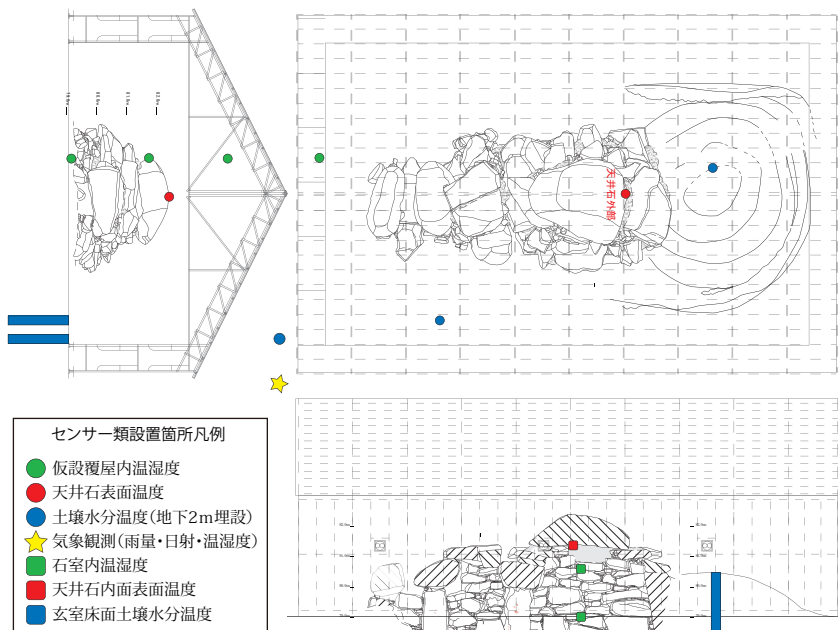 天井石外部
センサー類設置箇所凡例
仮設覆屋内温湿度
天井石表面温度
土壌水分温度(地下2m埋設)
気象観測(雨量・日射・温湿度)
石室内温湿度
天井石内面表面温度
玄室床面土壌水分温度